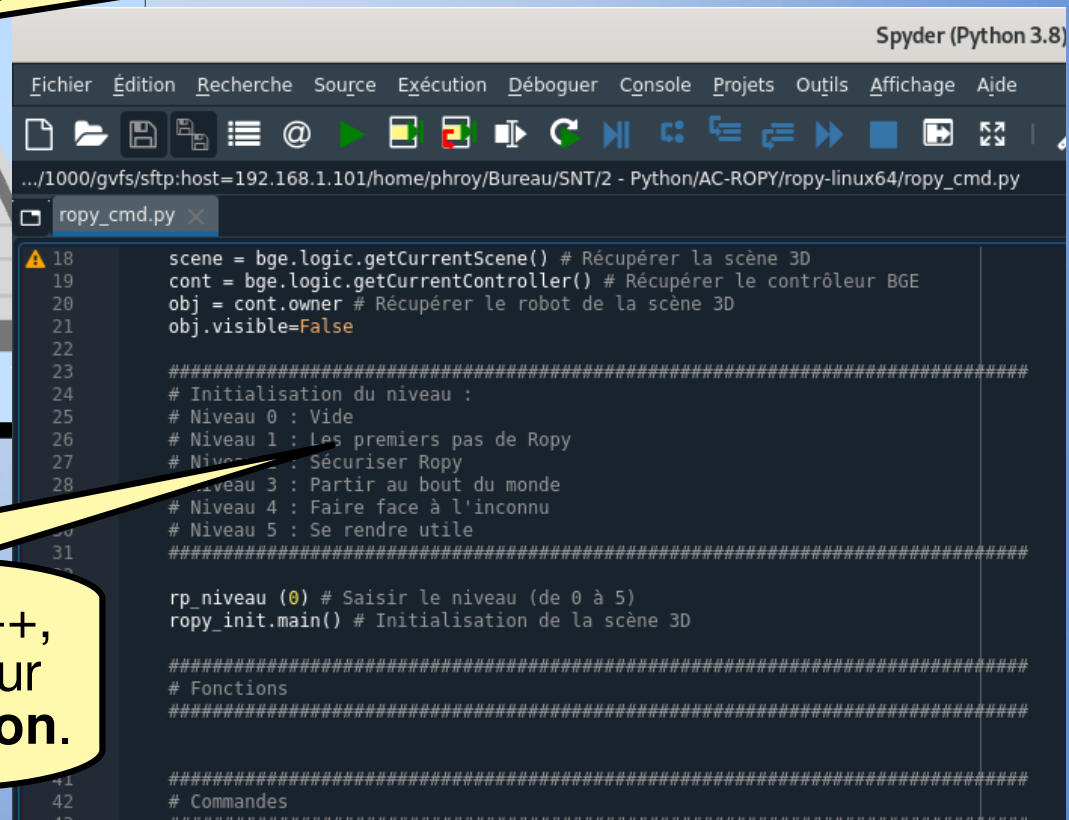 Spyder (Python 3.8)
Fichier Édition Recherche Source Exécution Déboguer Console Projets Outils Affichage Aide
.../1000/gvfs/sftp:host=192.168.1.101/home/phroy/Bureau/SNT/2 - Python/AC-ROPY/ropy-linux64/ropy_cmd.py
ropy_cmd.py
18 scene = bge.logic.getCurrentScene() # Récupérer la scène 3D
19 cont = bge.logic.getCurrentController() # Récupérer le contrôleur BGE
20 obj = cont.owner # Récupérer le robot de la scène 3D
21 obj.visible=False
22
23 ###############################################################################
24 # Initialisation du niveau :
25 # Niveau 0 : Vide
26 # Niveau 1 : Les premiers pas de Ropy
27 # : Sécuriser Ropy
28 # Niveau 3 : Partir au bout du monde
# Niveau 4 : Faire face à l'inconnu
# Niveau 5 : Se rendre utile
31 ###############################################################################
rp_niveau (0) # Saisir le niveau (de 0 à 5)
ropy_init.main() # Initialisation de la scène 3D
###############################################################################
# Fonctions
###############################################################################
41 ###############################################################################
42 # Commandes
++,
ur
on.